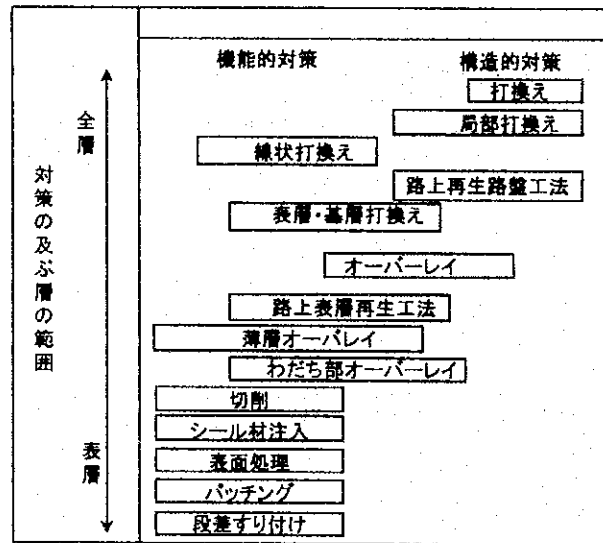 機能的対策
構造的対策
打換え
局部打換え
線状打換え
路上再生路盤工法
表層・基層打換え
オーバーレイ
路上表層再生工法
薄層オーバレイ
わだち部オーバーレイ
切削
シール材注入
表面処理
パッチング
段差すり付け
対策の及ぶ層の範囲
全層
表層